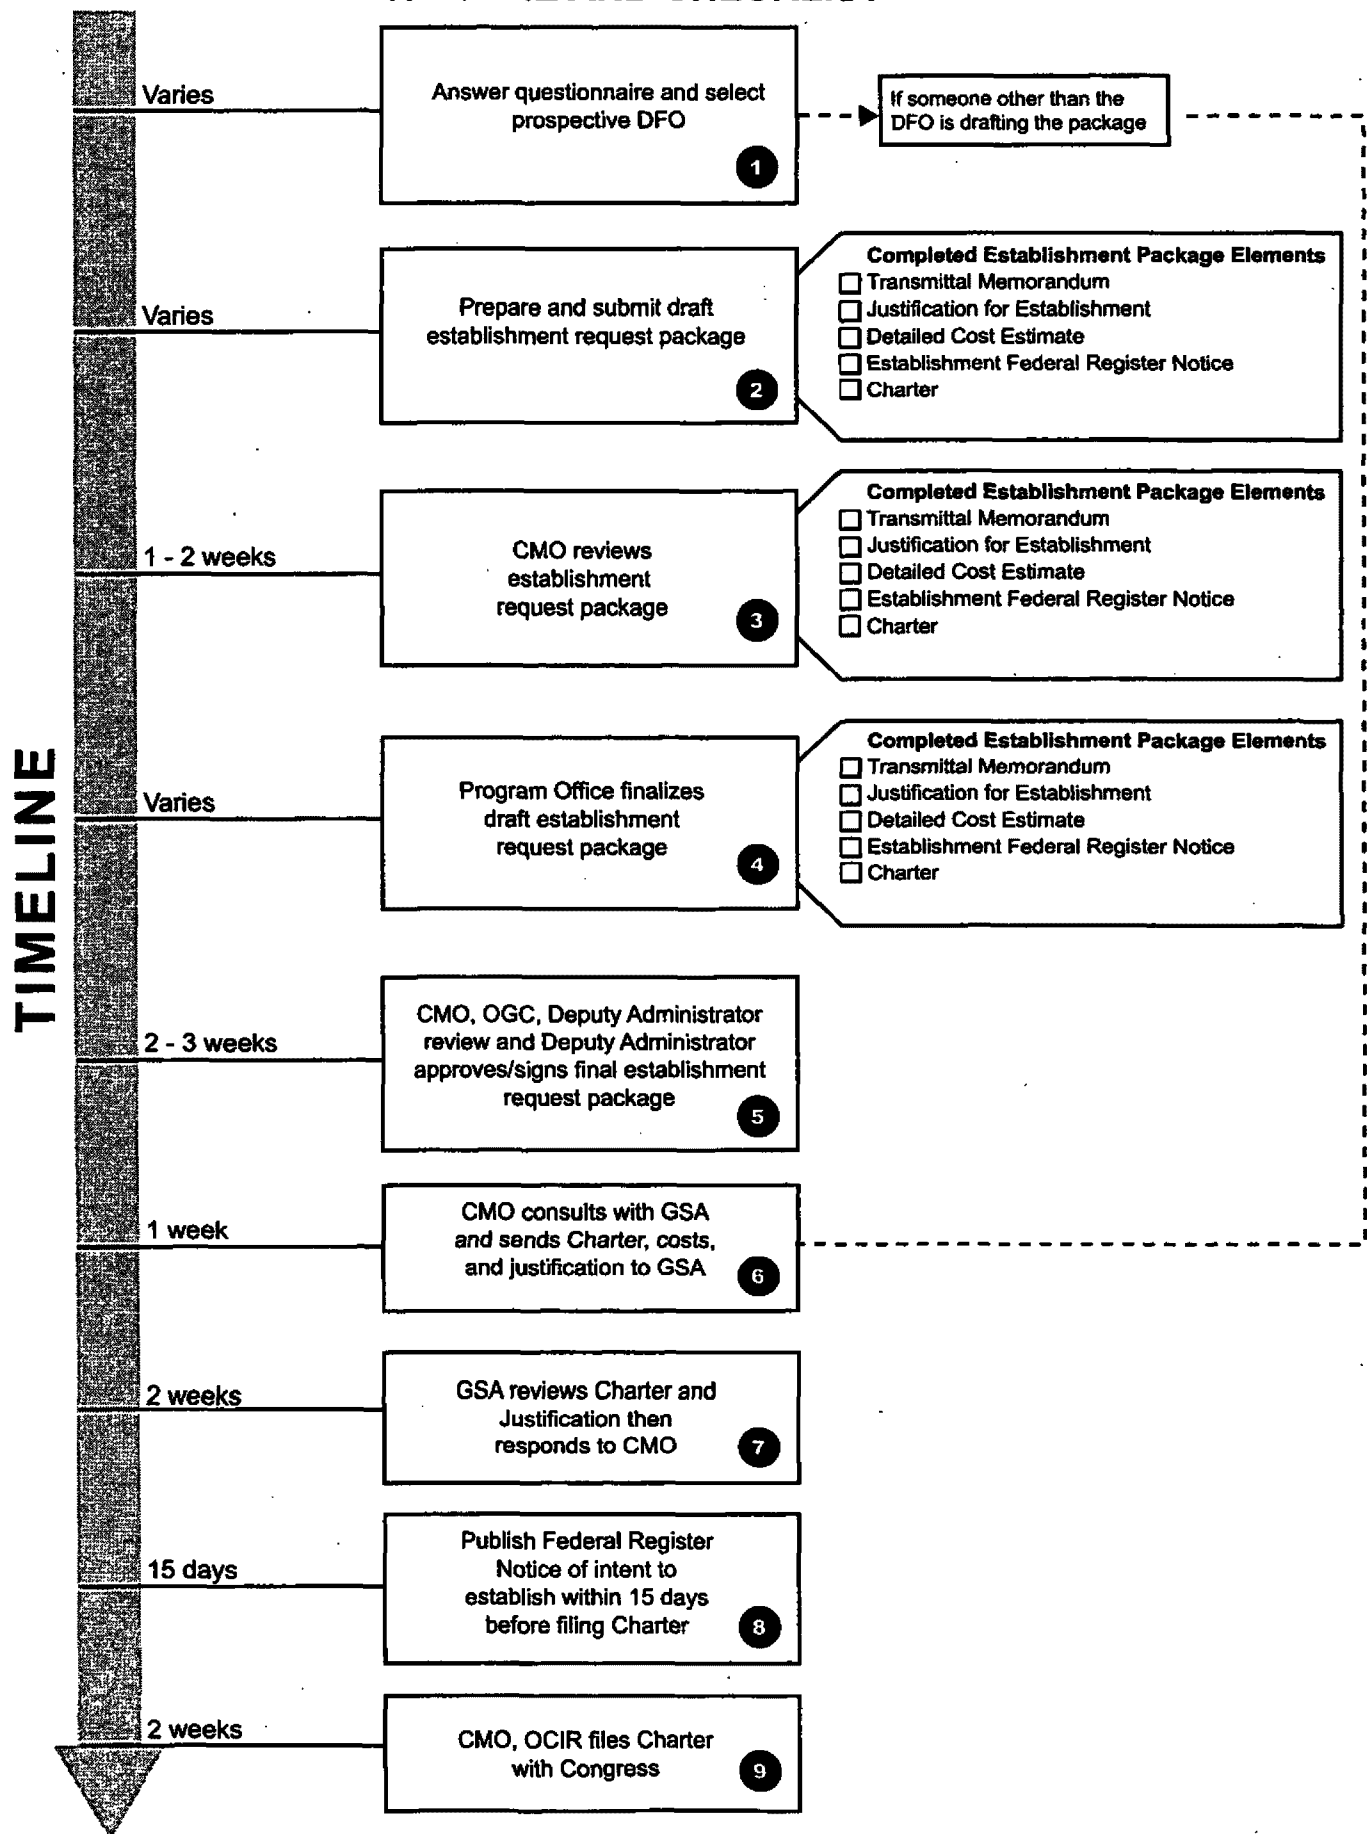 Varies
Answer questionnaire and select
prospective DFO
1
If someone other than the
DFO is drafting the package
Varies
Prepare and submit draft
establishment request package
2
Completed Establishment Package Elements
Transmittal Memorandum
Justification for Establishment
Detailed Cost Estimate
Establishment Federal Register Notice
Charter
1 - 2 weeks
CMO reviews
establishment
request package
3
Completed Establishment Package Elements
Transmittal Memorandum
Justification for Establishment
Detailed Cost Estimate
Establishment Federal Register Notice
Charter
TIMELINE
Varies
Program Office finalizes
draft establishment
request package
4
Completed Establishment Package Elements
Transmittal Memorandum
Justification for Establishment
Detailed Cost Estimate
Establishment Federal Register Notice
Charter
2 - 3 weeks
CMO, OGC, Deputy Administrator
review and Deputy Administrator
approves/signs final establishment
request package
5
1 week
CMO consults with GSA
and sends Charter, costs,
and justification to GSA
6
2 weeks
GSA reviews Charter and
Justification then
responds to CMO
7
15 days
Publish Federal Register
Notice of intent to
establish within 15 days
before filing Charter
8
2 weeks
CMO, OCIR files Charter
with Congress
9